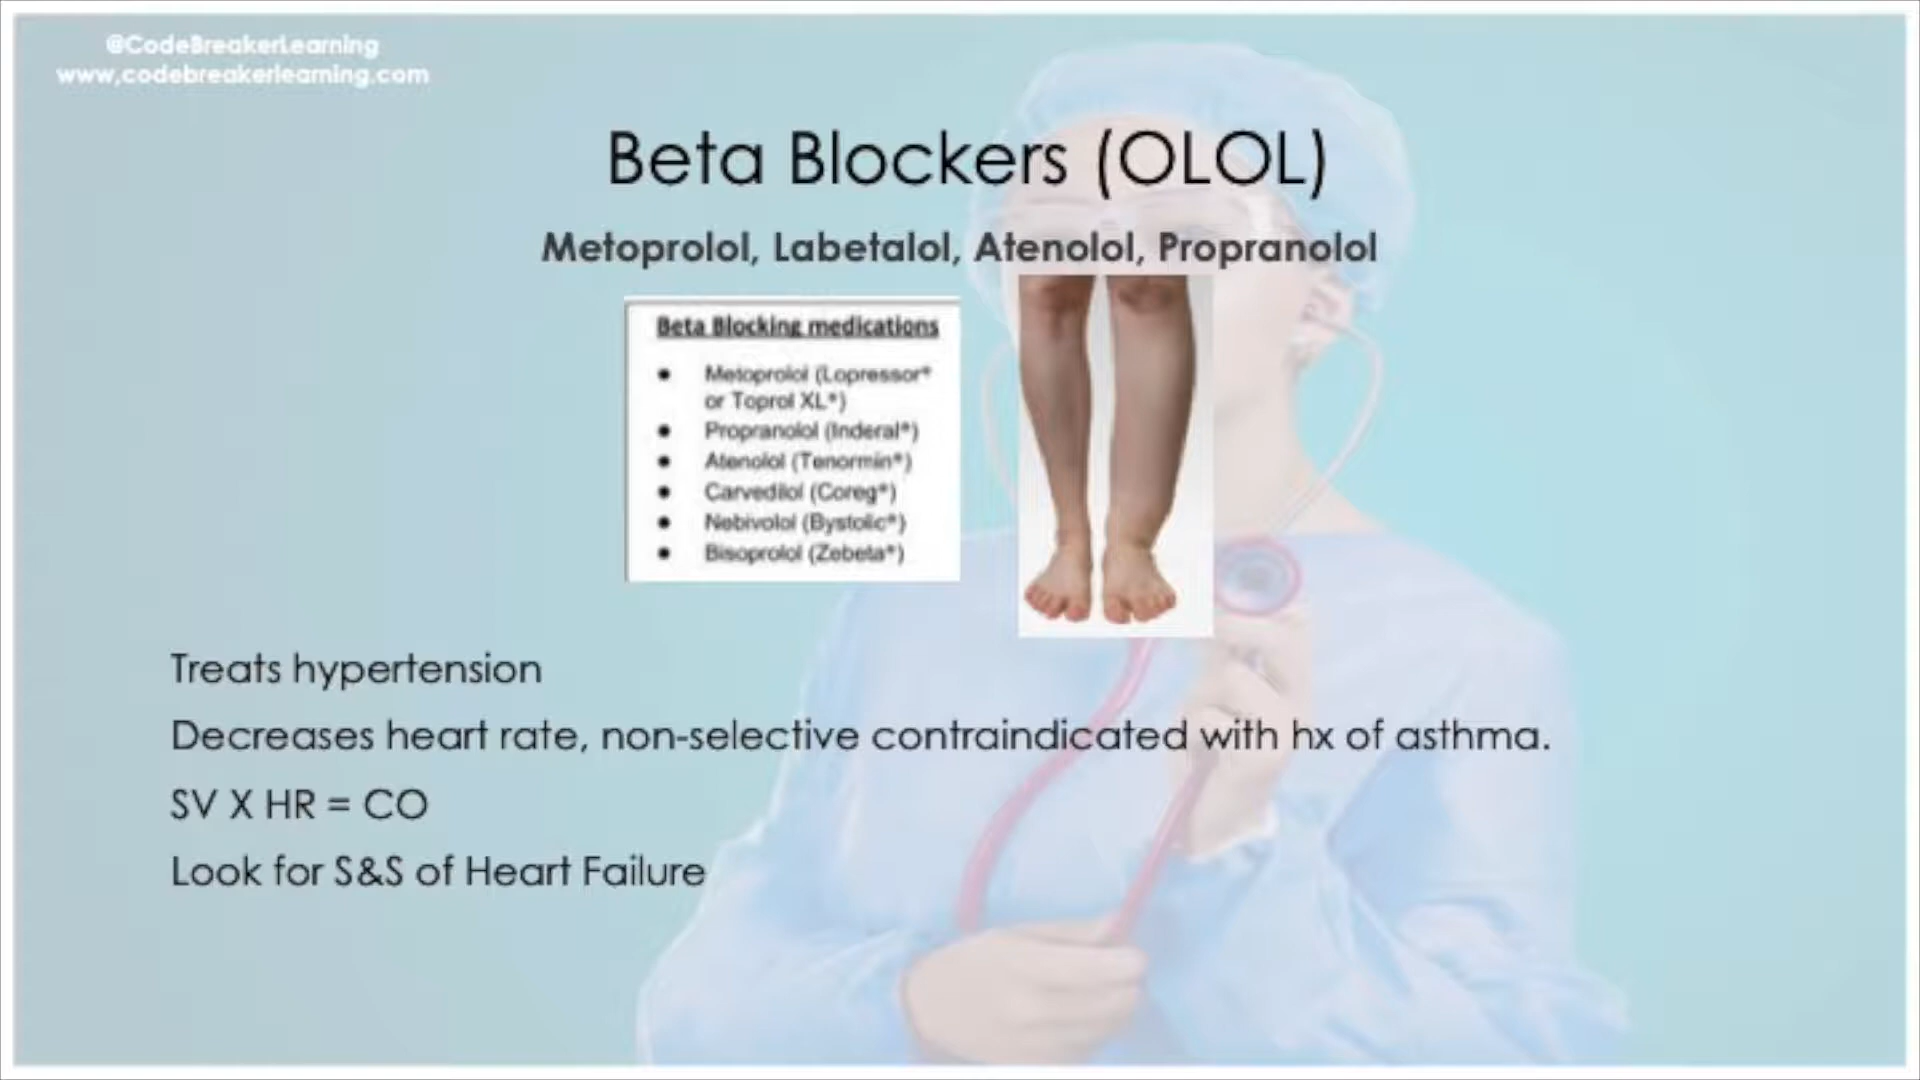 @CodeBreakerLearning
www,codebreakerlearning.com
Beta Blockers (OLOL)
Metoprolol, Labetalol, Atenolol, Propranolol
Beta Blocking medications
● Metoprolol (Lopressor®
or Toprol XL®)
● Propranolol (Inderal®)
● Atenolol (Tenormin®)
● Carvedilol (Coreg®)
● Nebivolol (Bystolic®)
● Bisoprolol (Zebeta®)
Treats hypertension
Decreases heart rate, non-selective contraindicated with hx of asthma.
SV X HR = CO
Look for S&S of Heart Failure